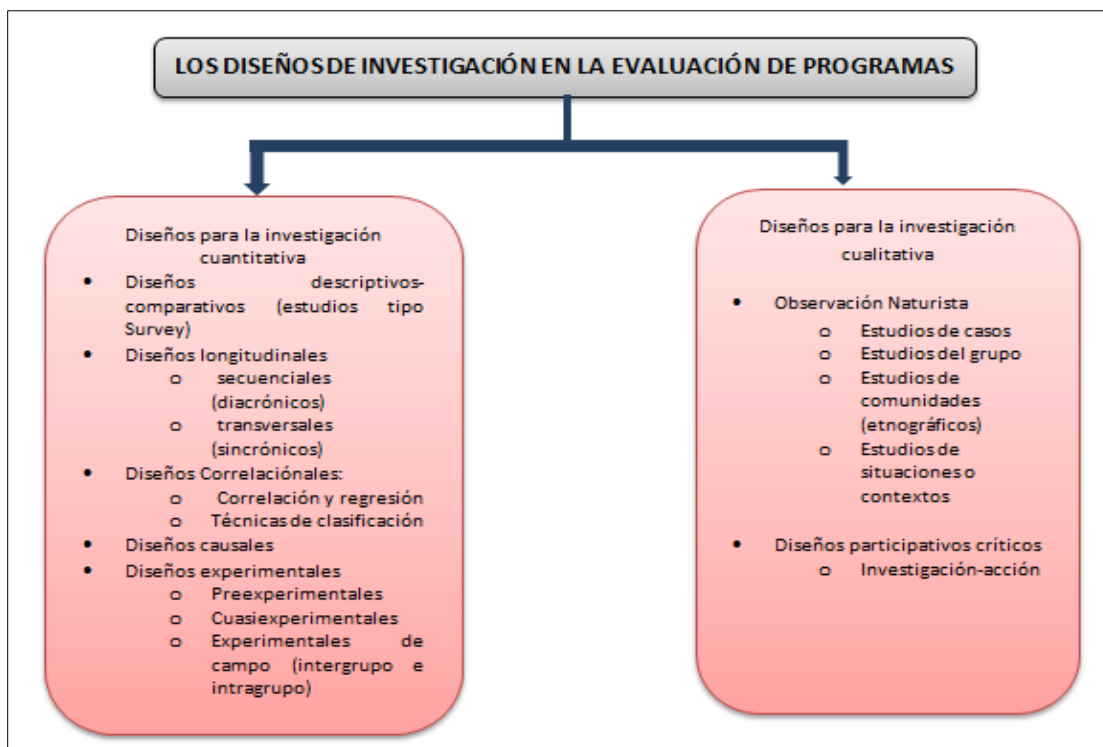 LOS DISEÑOS DE INVESTIGACIÓN EN LA EVALUACIÓN DE PROGRAMAS
Diseños para la investigación
cuantitativa
• Diseños descriptivos-
comparativos (estudios tipo
Survey)
• Diseños longitudinales
o secuenciales
(diacrónicos)
o transversales
(sincrónicos)
• Diseños Correlaciónales:
o Correlación y regresión
o Técnicas de clasificación
• Diseños causales
• Diseños experimentales
o Preexperimentales
o Cuasiexperimentales
o Experimentales de
campo (intergrupo e
intragrupo)
Diseños para la investigación
cualitativa
• Observación Naturista
o Estudios de casos
o Estudios del grupo
o Estudios de
comunidades
(etnográficos)
o Estudios de
situaciones o
contextos
• Diseños participativos críticos
o Investigación-acción